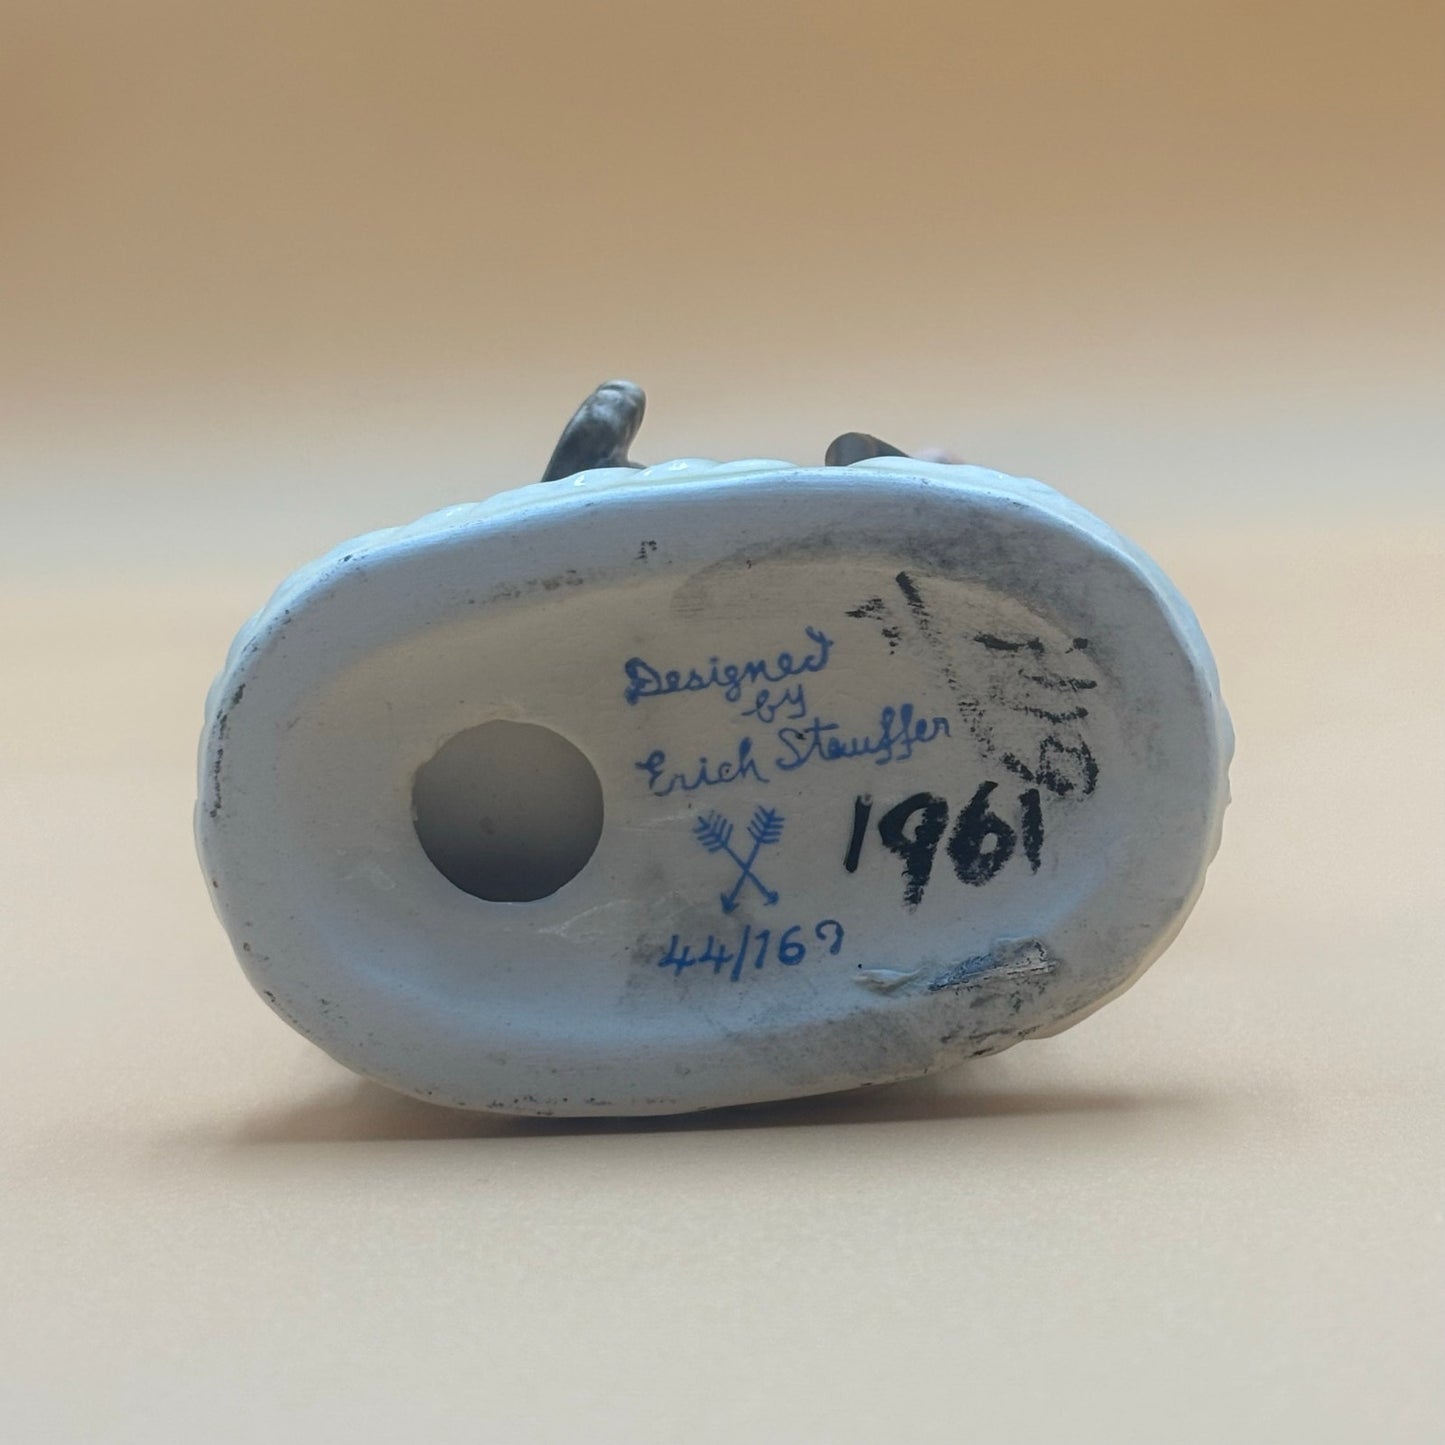 Designed
by
Erich Stauffer
1961
44/169